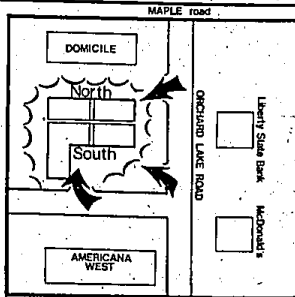 MAPLE road
DOMICILE
North
South
ORCHARD LAKE ROAD
Liberty State Bank
McDonald's
AMERICANA
WEST